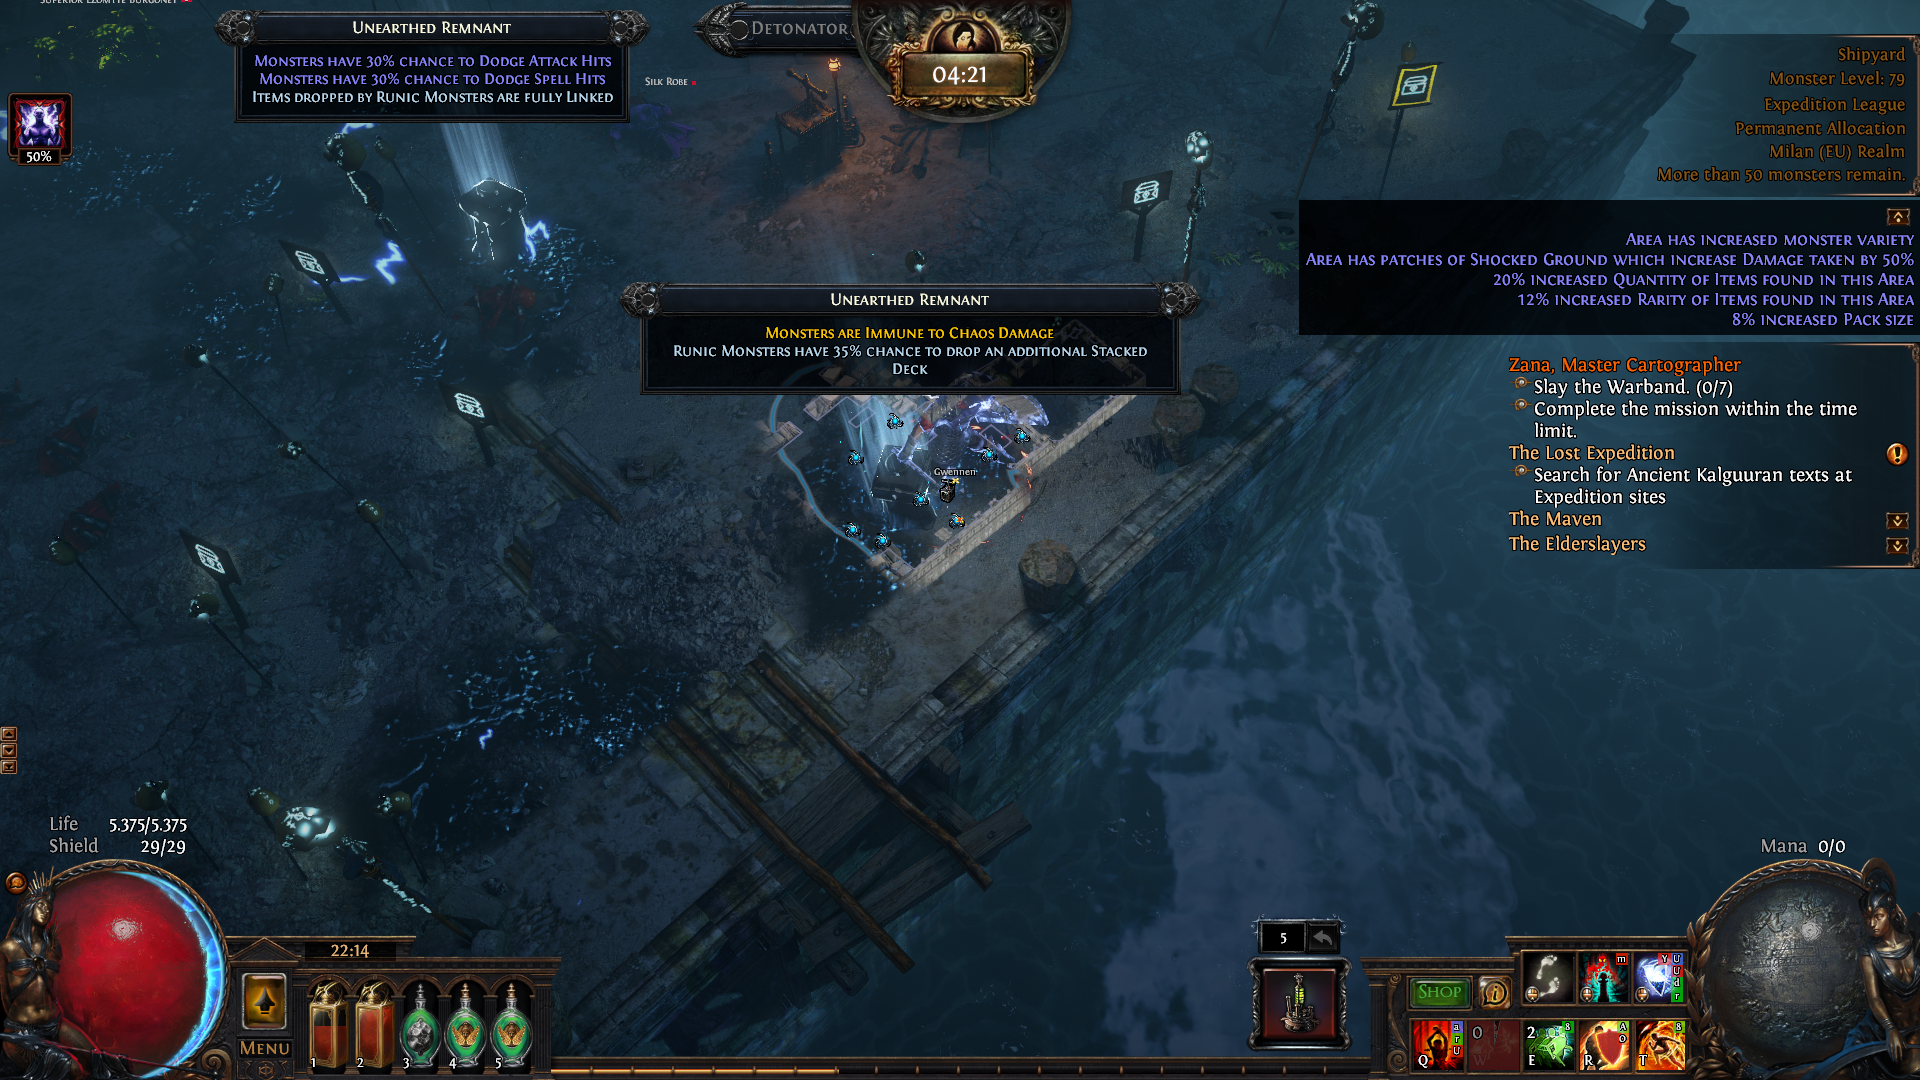 Superior Ezomyte Burgonet
Unearthed Remnant
Monsters have 30% chance to Dodge Attack Hits
Monsters have 30% chance to Dodge Spell Hits
Items dropped by Runic Monsters are fully Linked
50%
Silk Robe
Detonator
04:21
Shipyard
Monster Level: 79
Expedition League
Permanent Allocation
Milan (EU) Realm
More than 50 monsters remain.
Area has increased monster variety
Area has patches of Shocked Ground which increase Damage taken by 50%
20% increased Quantity of Items found in this Area
12% increased Rarity of Items found in this Area
8% increased Pack size
Unearthed Remnant
Monsters are Immune to Chaos Damage
Runic Monsters have 35% chance to drop an additional Stacked
Deck
Gwennen
Zana, Master Cartographer
Slay the Warband. (0/7)
Complete the mission within the time
limit.
The Lost Expedition
Search for Ancient Kalguuran texts at
Expedition sites
The Maven
The Elderslayers
Life 5.375/5.375
Shield 29/29
Mana 0/0
22:14
Menu
1 2 3 4 5
5
Shop
m
Y U U d r
Q a r U
0 W
2 E 8
R A o
T 8 r